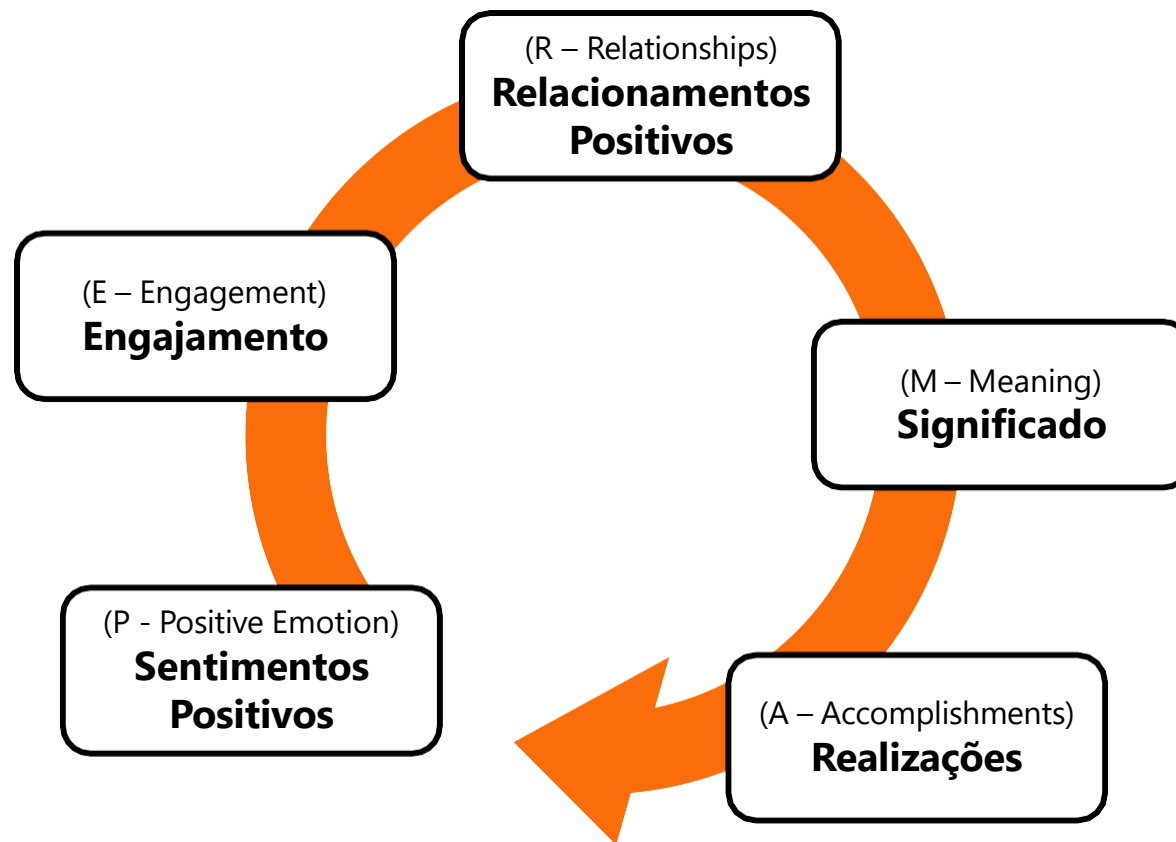 (R – Relationships)
Relacionamentos
Positivos
(E – Engagement)
Engajamento
(M – Meaning)
Significado
(P - Positive Emotion)
Sentimentos
Positivos
(A – Accomplishments)
Realizações